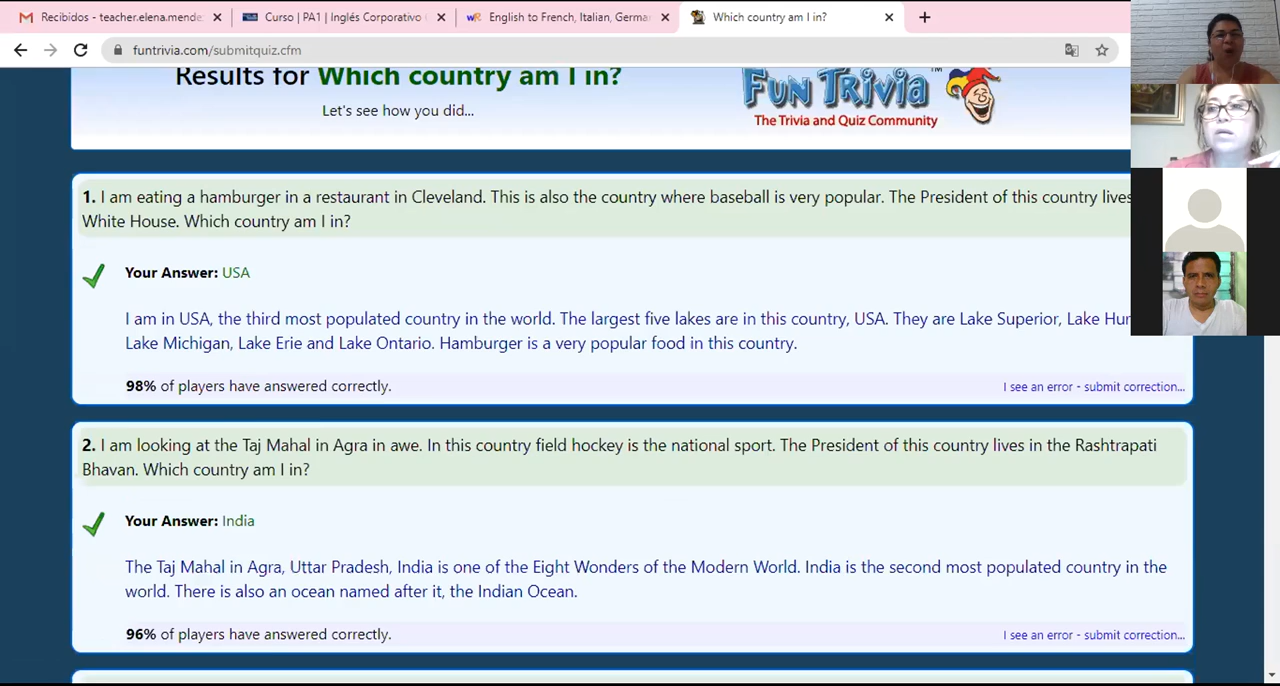 Recibidos - teacher.elena.mende
Curso | PA1 | Inglés Corporativo
English to French, Italian, Germa
Which country am I in?
funtrivia.com/submitquiz.cfm
Results for Which country am I in?
Let's see how you did...
Fun Trivia™
The Trivia and Quiz Community
1. I am eating a hamburger in a restaurant in Cleveland. This is also the country where baseball is very popular. The President of this country lives
White House. Which country am I in?
Your Answer: USA
I am in USA, the third most populated country in the world. The largest five lakes are in this country, USA. They are Lake Superior, Lake Hur
Lake Michigan, Lake Erie and Lake Ontario. Hamburger is a very popular food in this country.
98% of players have answered correctly.
I see an error - submit correction...
2. I am looking at the Taj Mahal in Agra in awe. In this country field hockey is the national sport. The President of this country lives in the Rashtrapati
Bhavan. Which country am I in?
Your Answer: India
The Taj Mahal in Agra, Uttar Pradesh, India is one of the Eight Wonders of the Modern World. India is the second most populated country in the
world. There is also an ocean named after it, the Indian Ocean.
96% of players have answered correctly.
I see an error - submit correction...